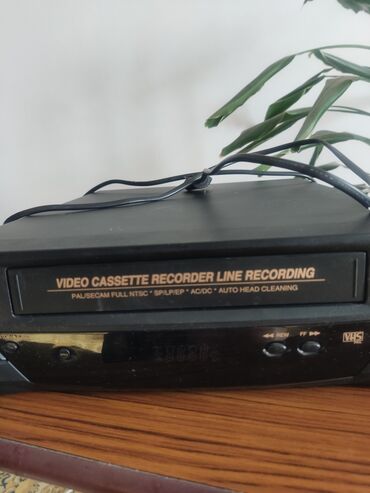 VIDEO CASSETTE RECORDER LINE RECORDING
PAL/SECAM FULL NTSC * SP/LP/EP * AC/DC * AUTO HEAD CLEANING
◀◀ REW FF ▶▶
VHS